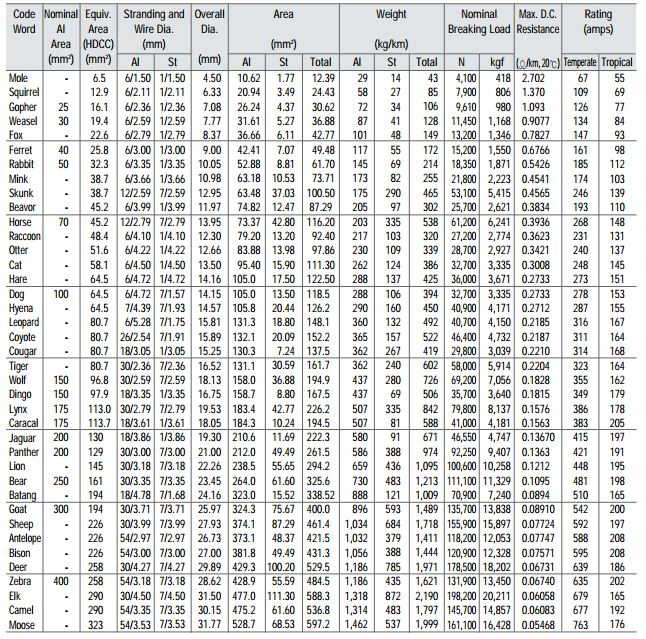 Code Nominal Equiv. Stranding and Overall Area Weight Nominal Max. D.C. Rating
Word Al Area Wire Dia. Dia. Breaking Load Resistance (amps)
Area (HDCC) (mm) (mm²) (kg/km)
(mm²) (mm²) Al St (mm) Al St Total Al St Total N kgf (Ω/km, 20℃) Temperate Tropical
Mole - 6.5 6/1.50 1/1.50 4.50 10.62 1.77 12.39 29 14 43 4,100 418 2.702 67 55
Squirrel - 12.9 6/2.11 1/2.11 6.33 20.94 3.49 24.43 58 27 85 7,900 806 1.370 109 69
Gopher 25 16.1 6/2.36 1/2.36 7.08 26.24 4.37 30.62 72 34 106 9,610 980 1.093 126 77
Weasel 30 19.4 6/2.59 1/2.59 7.77 31.61 5.27 36.88 87 41 128 11,450 1,168 0.9077 134 84
Fox - 22.6 6/2.79 1/2.79 8.37 36.66 6.11 42.77 101 48 149 13,200 1,346 0.7827 147 93
Ferret 40 25.8 6/3.00 1/3.00 9.00 42.41 7.07 49.48 117 55 172 15,200 1,550 0.6766 161 98
Rabbit 50 32.3 6/3.35 1/3.35 10.05 52.88 8.81 61.70 145 69 214 18,350 1,871 0.5426 185 112
Mink - 38.7 6/3.66 1/3.66 10.98 63.18 10.53 73.71 173 82 255 21,800 2,223 0.4541 174 103
Skunk - 38.7 12/2.59 7/2.59 12.95 63.48 37.03 100.50 175 290 465 53,100 5,415 0.4565 246 139
Beavor - 45.2 6/3.99 1/3.99 11.97 74.82 12.47 87.29 205 97 302 25,700 2,621 0.3834 193 110
Horse 70 45.2 12/2.79 7/2.79 13.95 73.37 42.80 116.20 203 335 538 61,200 6,241 0.3936 268 148
Raccoon - 48.4 6/4.10 1/4.10 12.30 79.20 13.20 92.40 217 103 320 27,200 2,774 0.3623 231 131
Otter - 51.6 6/4.22 1/4.22 12.66 83.88 13.98 97.86 230 109 339 28,700 2,927 0.3421 240 137
Cat - 58.1 6/4.50 1/4.50 13.50 95.40 15.90 111.30 262 124 386 32,700 3,335 0.3008 248 145
Hare - 64.5 6/4.72 1/4.72 14.16 105.0 17.50 122.50 288 137 425 36,000 3,671 0.2733 273 151
Dog 100 64.5 6/4.72 7/1.57 14.15 105.0 13.50 118.5 288 106 394 32,700 3,335 0.2733 278 153
Hyena - 64.5 7/4.39 7/1.93 14.57 105.8 20.44 126.2 290 160 450 40,900 4,171 0.2712 287 155
Leopard - 80.7 6/5.28 7/1.75 15.81 131.3 18.80 148.1 360 132 492 40,700 4,150 0.2185 316 167
Coyote - 80.7 26/2.54 7/1.91 15.89 132.1 20.09 152.2 365 157 522 46,400 4,732 0.2187 311 164
Cougar - 80.7 18/3.05 1/3.05 15.25 130.3 7.24 137.5 362 267 419 29,800 3,039 0.2210 314 168
Tiger - 80.7 30/2.36 7/2.36 16.52 131.1 30.59 161.7 362 240 602 58,000 5,914 0.2204 323 164
Wolf 150 96.8 30/2.59 7/2.59 18.13 158.0 36.88 194.9 437 280 726 69,200 7,056 0.1828 355 162
Dingo 150 97.9 18/3.35 1/3.35 16.75 158.7 8.80 167.5 437 69 506 35,700 3,640 0.1815 349 179
Lynx 175 113.0 30/2.79 7/2.79 19.53 183.4 42.77 226.2 507 335 842 79,800 8,137 0.1576 386 178
Caracal 175 113.7 18/3.61 1/3.61 18.05 184.3 10.24 194.5 507 81 588 41,000 4,181 0.1563 383 205
Jaguar 200 130 18/3.86 1/3.86 19.30 210.6 11.69 222.3 580 91 671 46,550 4,747 0.13670 415 197
Panther 200 129 30/3.00 7/3.00 21.00 212.0 49.49 261.5 586 388 974 92,250 9,407 0.1363 421 191
Lion - 145 30/3.18 7/3.18 22.26 238.5 55.65 294.2 659 436 1,095 100,600 10,258 0.1212 448 195
Bear 250 161 30/3.35 7/3.35 23.45 264.0 61.60 325.6 730 483 1,213 111,100 11,329 0.1095 481 198
Batang - 194 18/4.78 7/1.68 24.16 323.0 15.52 338.52 888 121 1,009 70,900 7,240 0.0894 510 165
Goat 300 194 30/3.71 7/3.71 25.97 324.3 75.67 400.0 896 593 1,489 135,700 13,838 0.08910 542 200
Sheep - 226 30/3.99 7/3.99 27.93 374.1 87.29 461.4 1,034 684 1,718 155,900 15,897 0.07724 592 197
Antelope - 226 54/2.97 7/2.97 26.73 373.1 48.37 421.5 1,032 379 1,411 118,200 12,053 0.07747 588 208
Bison - 226 54/3.00 7/3.00 27.00 381.8 49.49 431.3 1,056 388 1,444 120,900 12,328 0.07571 595 208
Deer - 258 30/4.27 7/4.27 29.89 429.3 100.20 529.5 1,186 785 1,971 178,500 18,202 0.06731 639 186
Zebra 400 258 54/3.18 7/3.18 28.62 428.9 55.59 484.5 1,186 435 1,621 131,900 13,450 0.06740 635 202
Elk - 290 30/4.50 7/4.50 31.50 477.0 111.30 588.3 1,318 872 2,190 198,200 20,211 0.06058 679 165
Camel - 290 54/3.35 7/3.35 30.15 475.2 61.60 536.8 1,314 483 1,797 145,700 14,857 0.06083 677 192
Moose - 323 54/3.53 7/3.53 31.77 528.7 68.53 597.2 1,462 537 1,999 161,100 16,428 0.05468 763 176